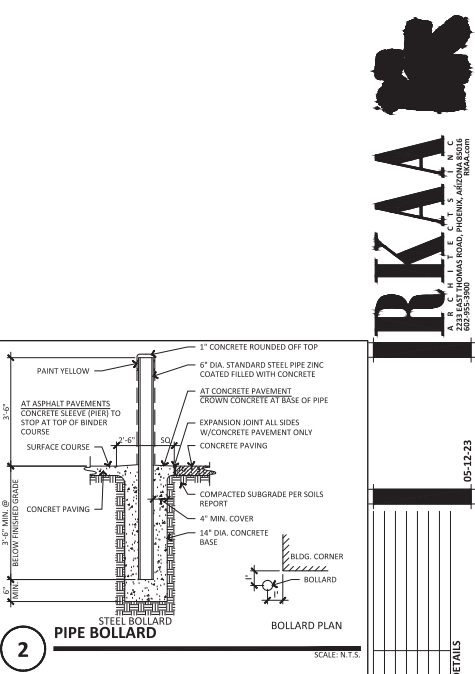 1" CONCRETE ROUNDED OFF TOP
PAINT YELLOW
6" DIA. STANDARD STEEL PIPE ZINC
COATED FILLED WITH CONCRETE
AT ASPHALT PAVEMENTS
CONCRETE SLEEVE (PIER) TO
STOP AT TOP OF BINDER
COURSE
AT CONCRETE PAVEMENT
CROWN CONCRETE AT BASE OF PIPE
EXPANSION JOINT ALL SIDES
W/CONCRETE PAVEMENT ONLY
3'-6"
2'-6" SQ.
SURFACE COURSE
CONCRETE PAVING
COMPACTED SUBGRADE PER SOILS
REPORT
CONCRET PAVING
4" MIN. COVER
14" DIA. CONCRETE
BASE
3'-6" MIN. @
BELOW FINISHED GRADE
6"
MIN
BLDG. CORNER
BOLLARD
1'
1'
STEEL BOLLARD
BOLLARD PLAN
2
PIPE BOLLARD
SCALE: N.T.S.
RKAA
ARCHITECTS, INC
2233 EAST THOMAS ROAD, PHOENIX, ARIZONA 85016
602-955-3900
RKAA.com
05-12-23
DETAILS